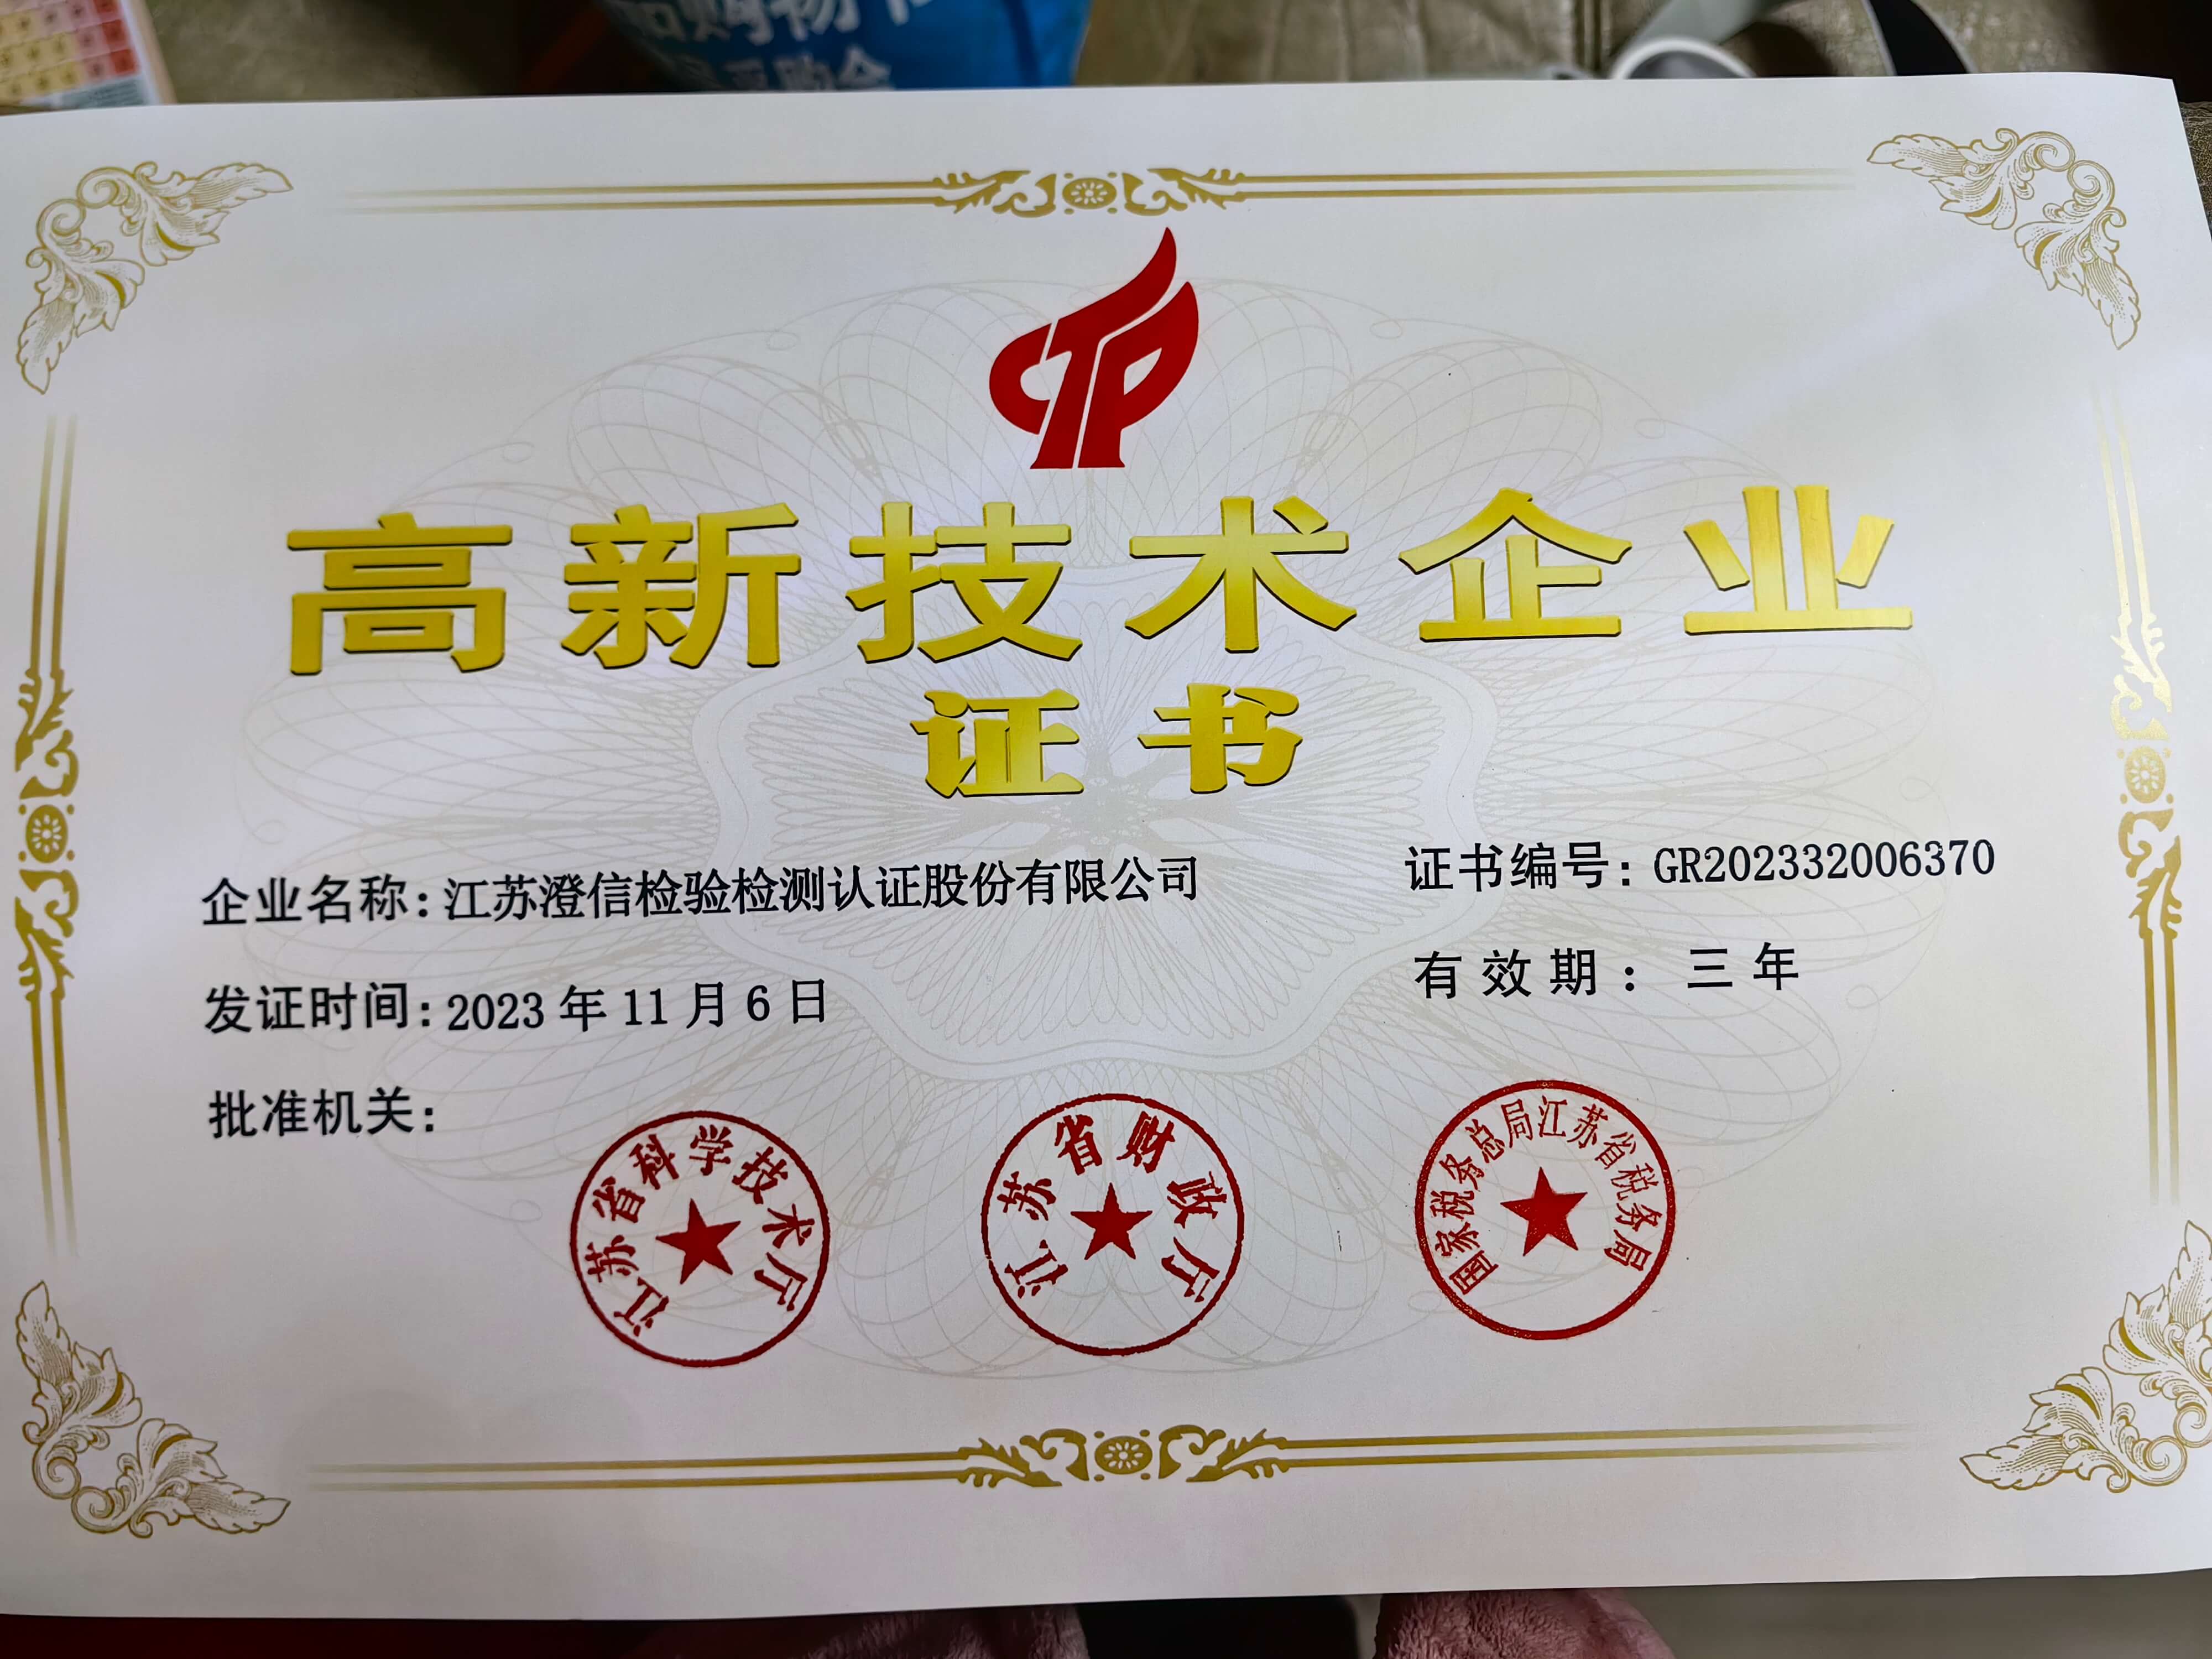 高新技术企业
证书
企业名称:江苏澄信检验检测认证股份有限公司
证书编号:GR202332006370
发证时间:2023年11月6日
有效期:三年
批准机关:
江苏省科学技术厅
江苏省财政厅
国家税务总局江苏省税务局